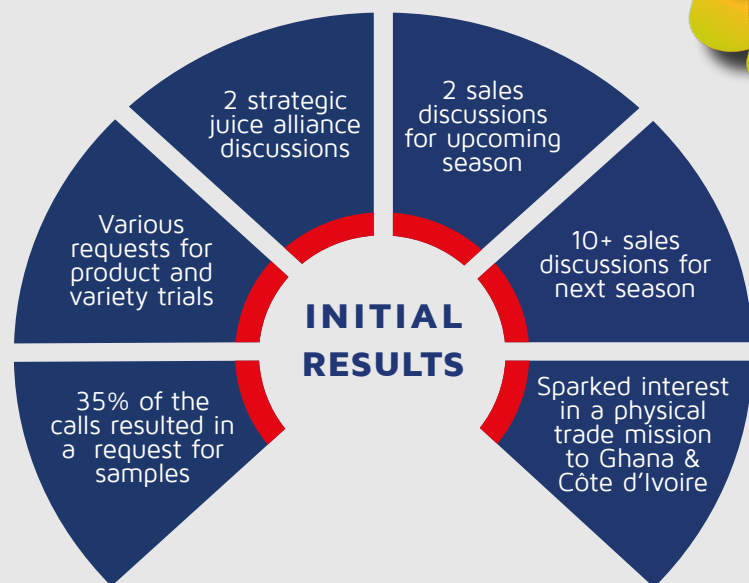 INITIAL
RESULTS
35% of the
calls resulted in
a request for
samples
Various
requests for
product and
variety trials
2 strategic
juice alliance
discussions
2 sales
discussions
for upcoming
season
10+ sales
discussions for
next season
Sparked interest
in a physical
trade mission
to Ghana &
Côte d'Ivoire